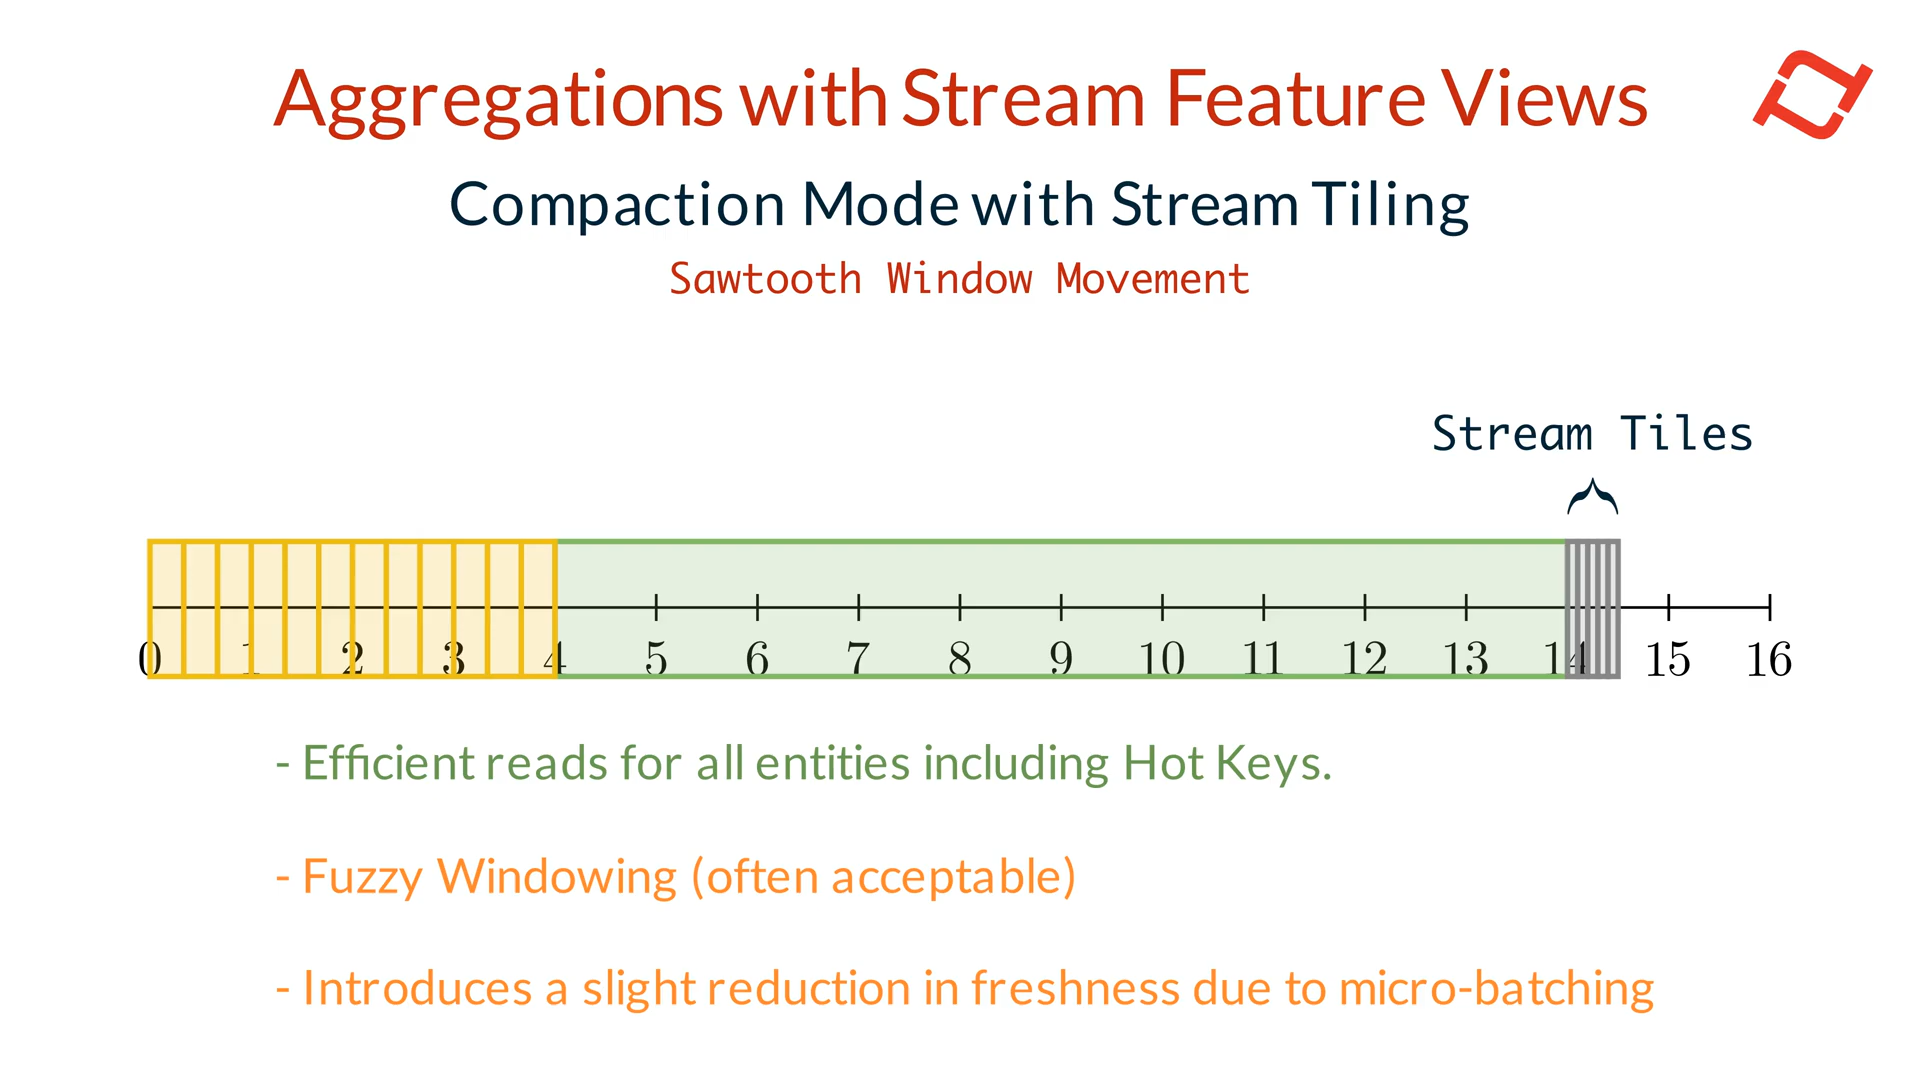 Aggregations with Stream Feature Views
Compaction Mode with Stream Tiling
Sawtooth Window Movement
Stream Tiles
0 1 2 3 4 5 6 7 8 9 10 11 12 13 14 15 16
- Efficient reads for all entities including Hot Keys.
- Fuzzy Windowing (often acceptable)
- Introduces a slight reduction in freshness due to micro-batching